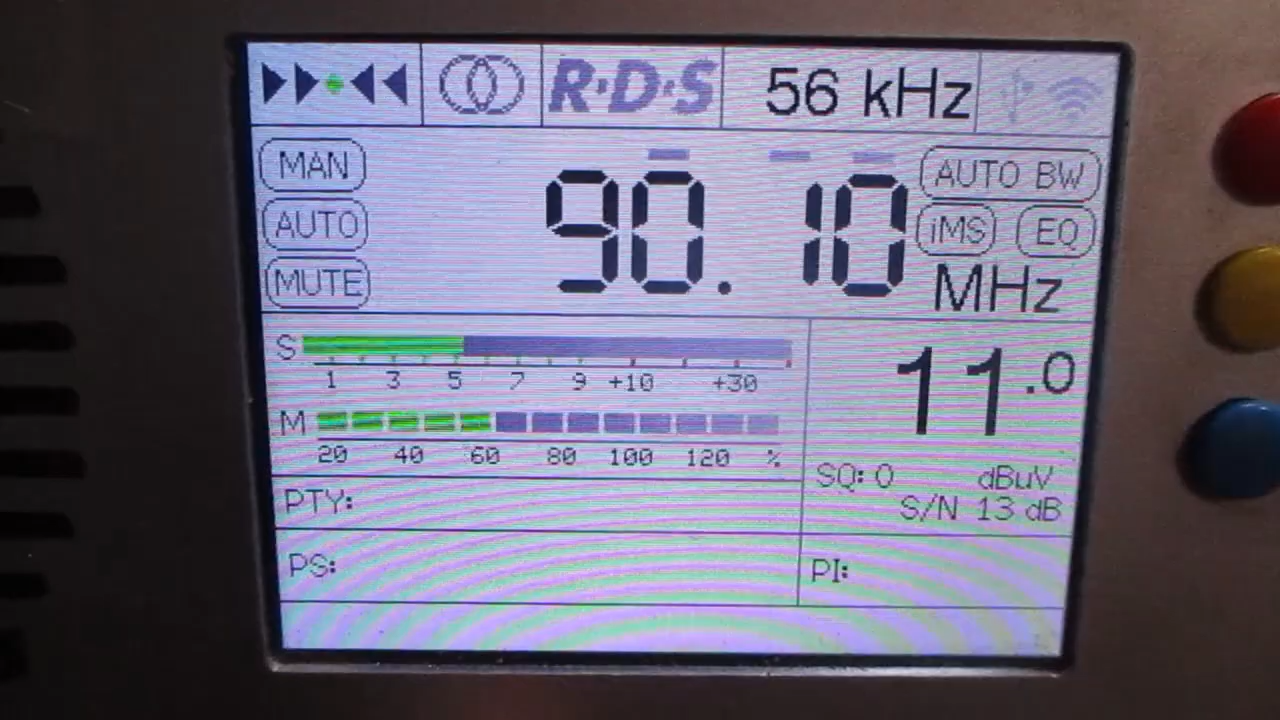 R·D·S 56 kHz
MAN
AUTO
MUTE
90.10 MHz
AUTO BW
iMS EQ
S
1 3 5 7 9 +10 +30
M
20 40 60 80 100 120 %
11.0
SQ: 0 dBuV
S/N 13 dB
PTY:
PS:
PI: